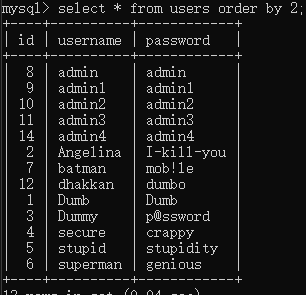 mysql> select * from users order by 2;
+----+----------+------------+
| id | username | password   |
+----+----------+------------+
| 8 | admin | admin |
| 9 | admin1 | admin1 |
| 10 | admin2 | admin2 |
| 11 | admin3 | admin3 |
| 14 | admin4 | admin4 |
| 2 | Angelina | I-kill-you |
| 7 | batman | mob!le |
| 12 | dhakkan | dumbo |
| 1 | Dumb | Dumb |
| 3 | Dummy | p@ssword |
| 4 | secure | crappy |
| 5 | stupid | stupidity |
| 6 | superman | genious |
+----+----------+------------+